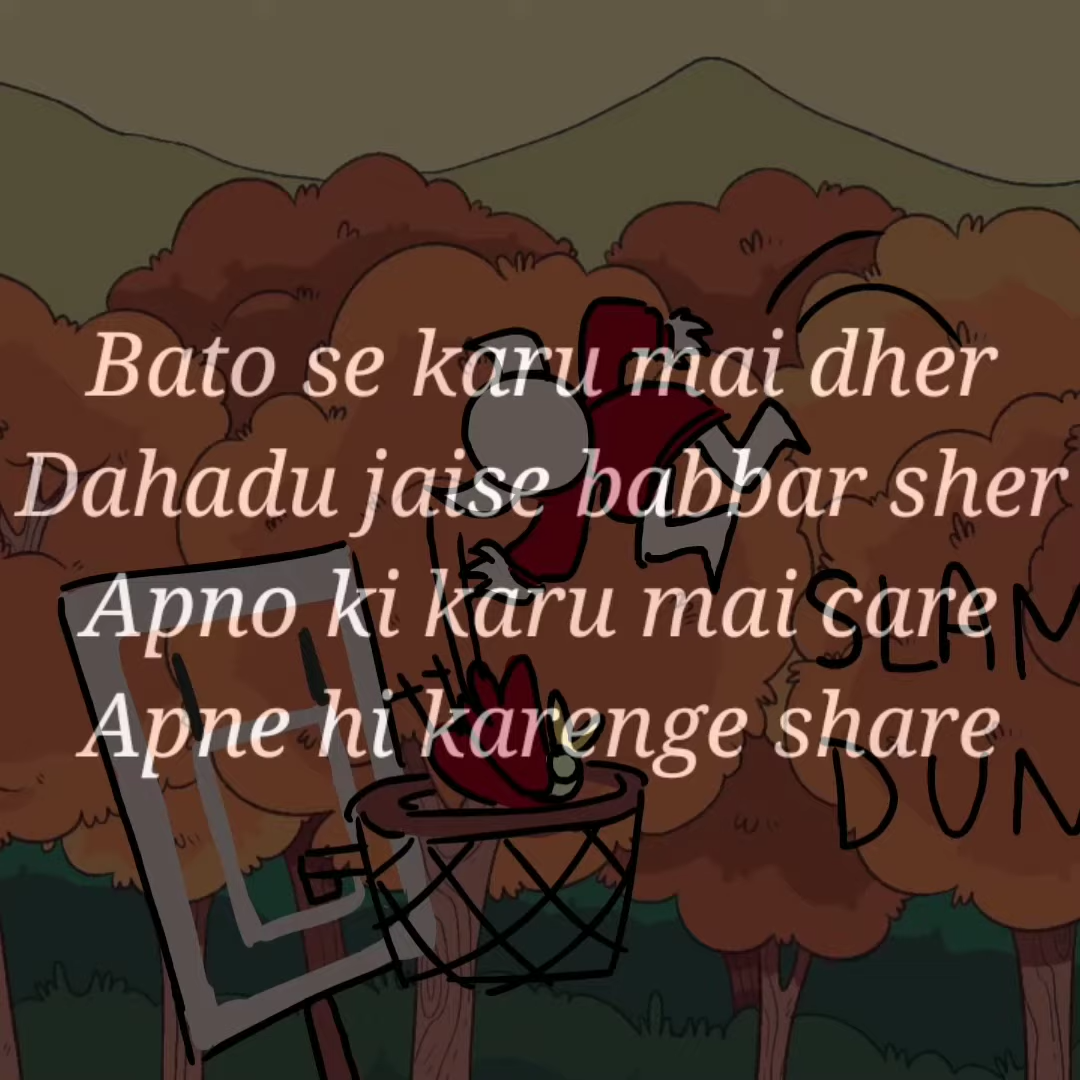 Bato se karu mai dher
Dahadu jaise babbar sher
Apno ki karu mai care
Apne hi karenge share
SLAM
DUN